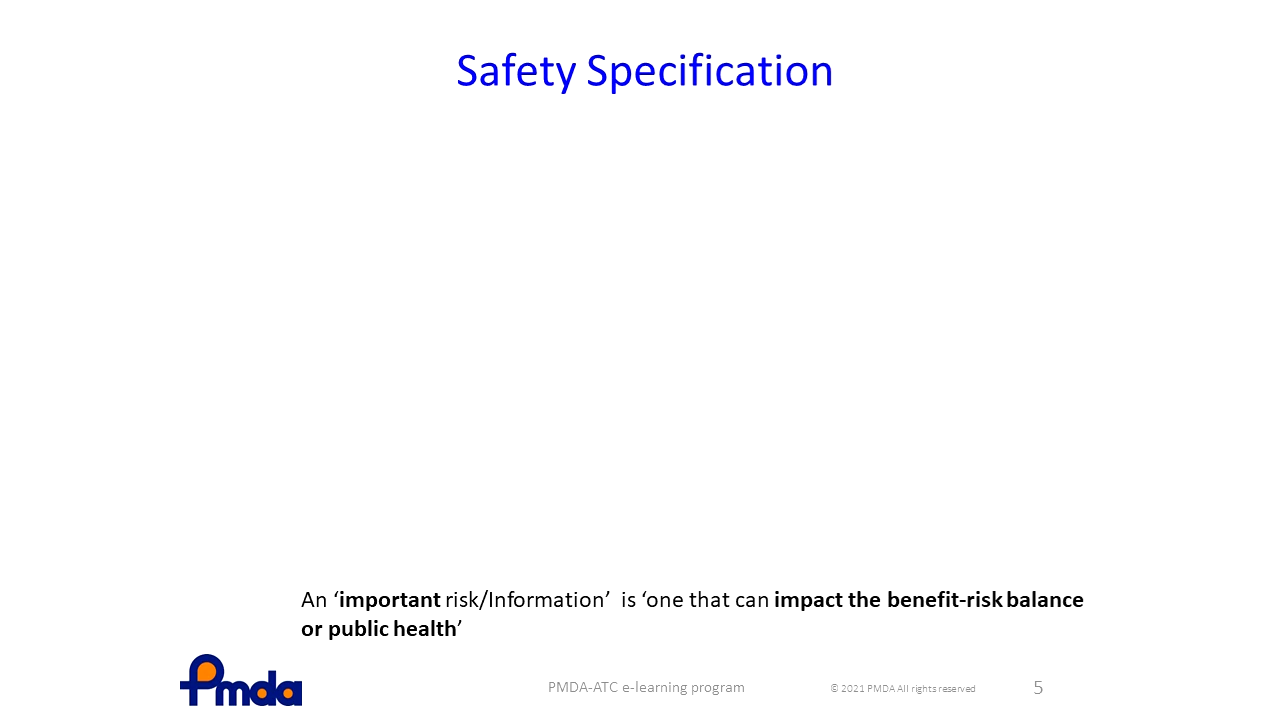 Safety Specification
An ‘important risk/Information’  is ‘one that can impact the benefit-risk balance
or public health’
Pmda
PMDA-ATC e-learning program
© 2021 PMDA All rights reserved
5